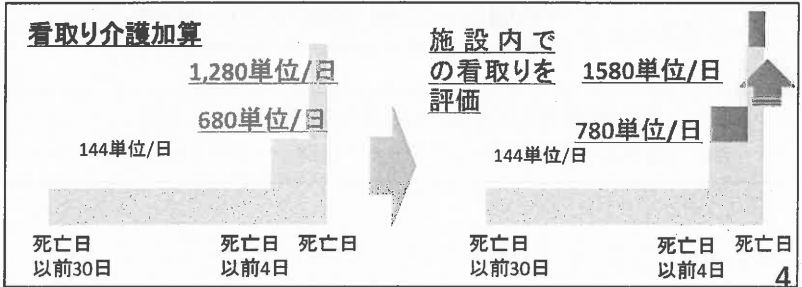 看取り介護加算
1,280単位/日
680単位/日
144単位/日
死亡日
以前30日
死亡日
以前4日
死亡日
施設内で
の看取りを
評価
1580単位/日
780単位/日
144単位/日
死亡日
以前30日
死亡日
以前4日
死亡日
4